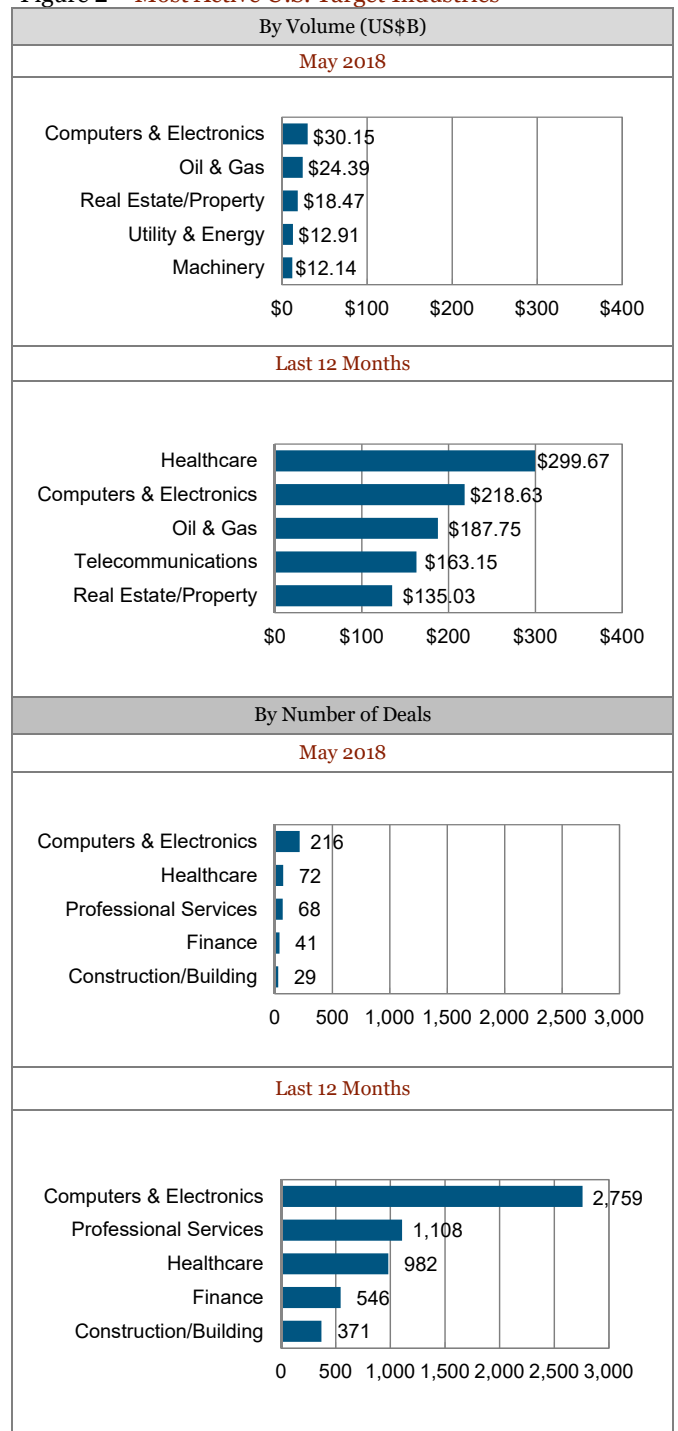 Figure 2 – Most Active U.S. Target Industries
By Volume (US$B)
May 2018
Computers & Electronics $30.15
Oil & Gas $24.39
Real Estate/Property $18.47
Utility & Energy $12.91
Machinery $12.14
$0 $100 $200 $300 $400
Last 12 Months
Healthcare $299.67
Computers & Electronics $218.63
Oil & Gas $187.75
Telecommunications $163.15
Real Estate/Property $135.03
$0 $100 $200 $300 $400
By Number of Deals
May 2018
Computers & Electronics 216
Healthcare 72
Professional Services 68
Finance 41
Construction/Building 29
0 500 1,000 1,500 2,000 2,500 3,000
Last 12 Months
Computers & Electronics 2,759
Professional Services 1,108
Healthcare 982
Finance 546
Construction/Building 371
0 500 1,000 1,500 2,000 2,500 3,000